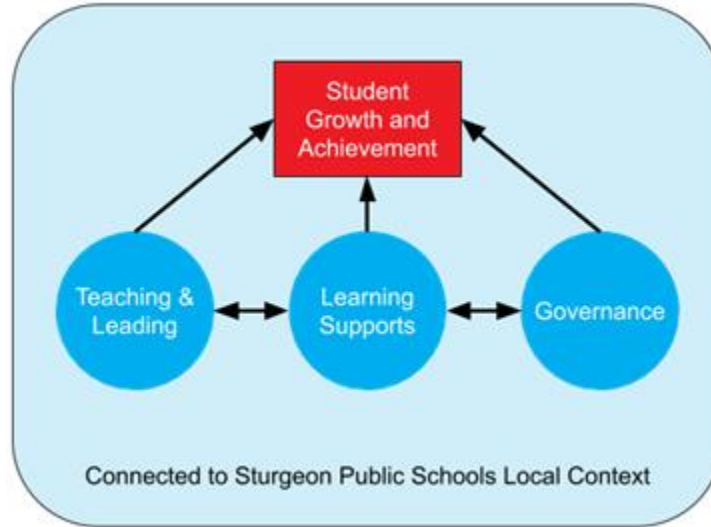 Student
Growth and
Achievement
Teaching &
Leading
Learning
Supports
Governance
Connected to Sturgeon Public Schools Local Context